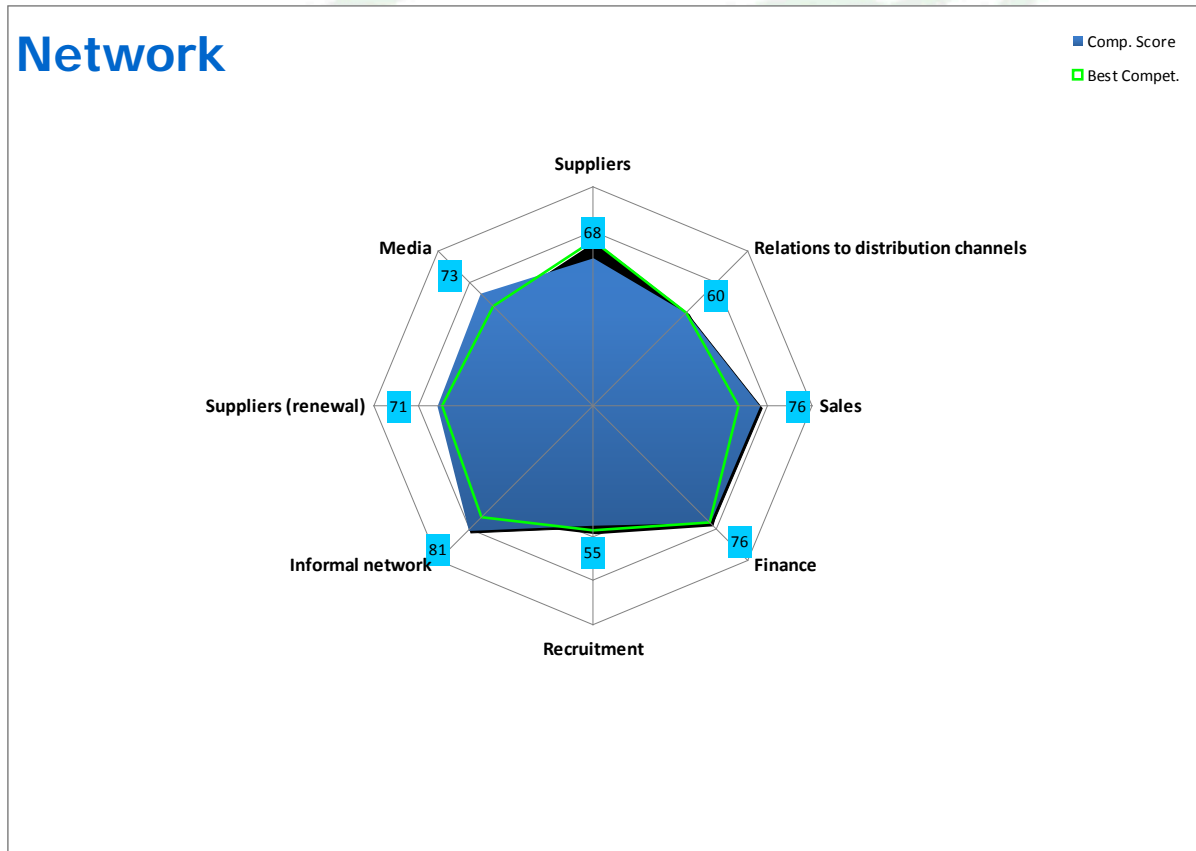 Network
Comp. Score
Best Compet.
Suppliers
68
Relations to distribution channels
60
Media
73
Suppliers (renewal)
71
76
Sales
Informal network
81
55
76
Finance
Recruitment